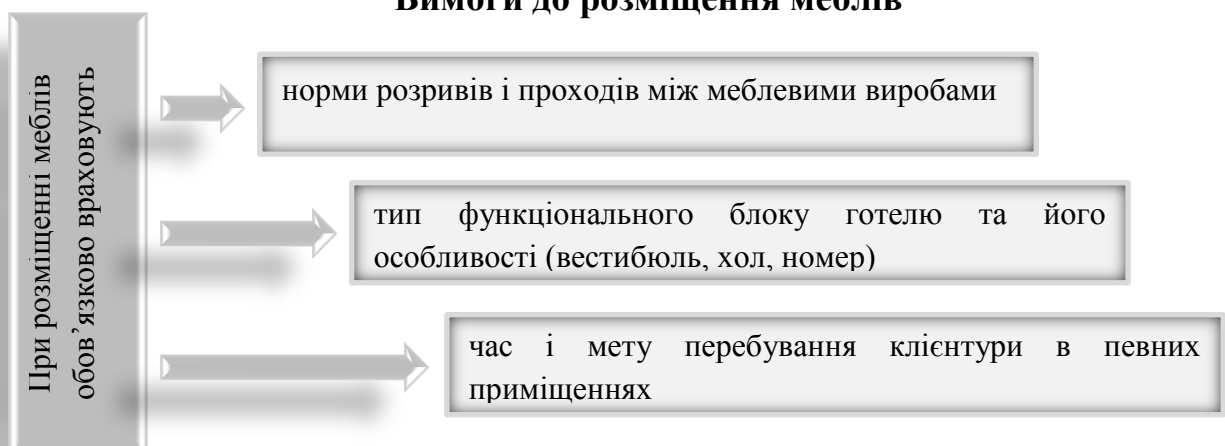 Вимоги до розміщення меблів
При розміщенні меблів
обов’язково враховують
норми розривів і проходів між меблевими виробами
тип функціонального блоку готелю та його
особливості (вестибюль, хол, номер)
час і мету перебування клієнтури в певних
приміщеннях